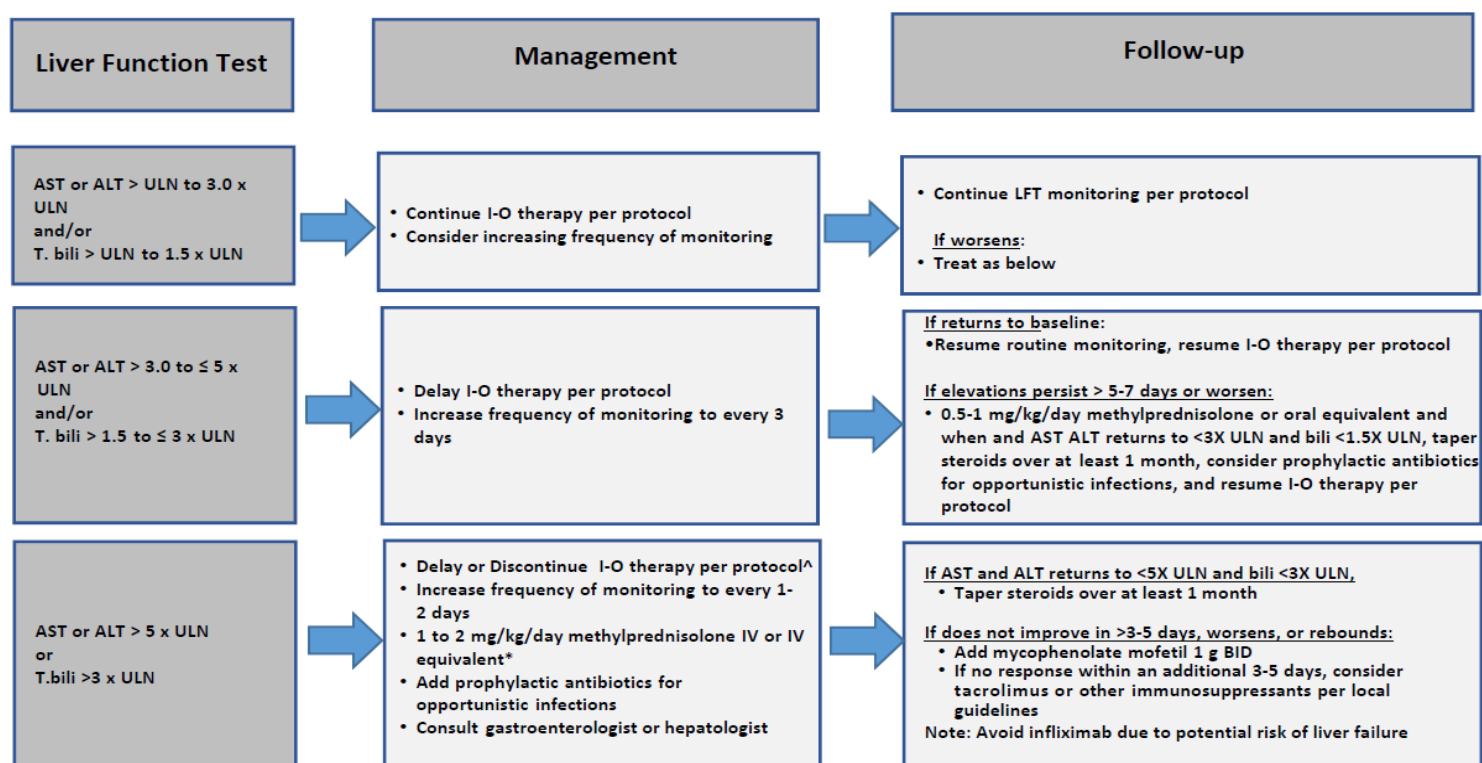 Liver Function Test
Management
Follow-up
AST or ALT > ULN to 3.0 x
ULN
and/or
T. bili > ULN to 1.5 x ULN
• Continue I-O therapy per protocol
• Consider increasing frequency of monitoring
• Continue LFT monitoring per protocol
If worsens:
• Treat as below
AST or ALT > 3.0 to ≤ 5 x
ULN
and/or
T. bili > 1.5 to ≤ 3 x ULN
• Delay I-O therapy per protocol
• Increase frequency of monitoring to every 3
days
If returns to baseline:
•Resume routine monitoring, resume I-O therapy per protocol
If elevations persist > 5-7 days or worsen:
• 0.5-1 mg/kg/day methylprednisolone or oral equivalent and
when and AST ALT returns to <3X ULN and bili <1.5X ULN, taper
steroids over at least 1 month, consider prophylactic antibiotics
for opportunistic infections, and resume I-O therapy per
protocol
AST or ALT > 5 x ULN
or
T.bili >3 x ULN
• Delay or Discontinue I-O therapy per protocol^
• Increase frequency of monitoring to every 1-
2 days
• 1 to 2 mg/kg/day methylprednisolone IV or IV
equivalent*
• Add prophylactic antibiotics for
opportunistic infections
• Consult gastroenterologist or hepatologist
If AST and ALT returns to <5X ULN and bili <3X ULN,
• Taper steroids over at least 1 month
If does not improve in >3-5 days, worsens, or rebounds:
• Add mycophenolate mofetil 1 g BID
• If no response within an additional 3-5 days, consider
tacrolimus or other immunosuppressants per local
guidelines
Note: Avoid infliximab due to potential risk of liver failure